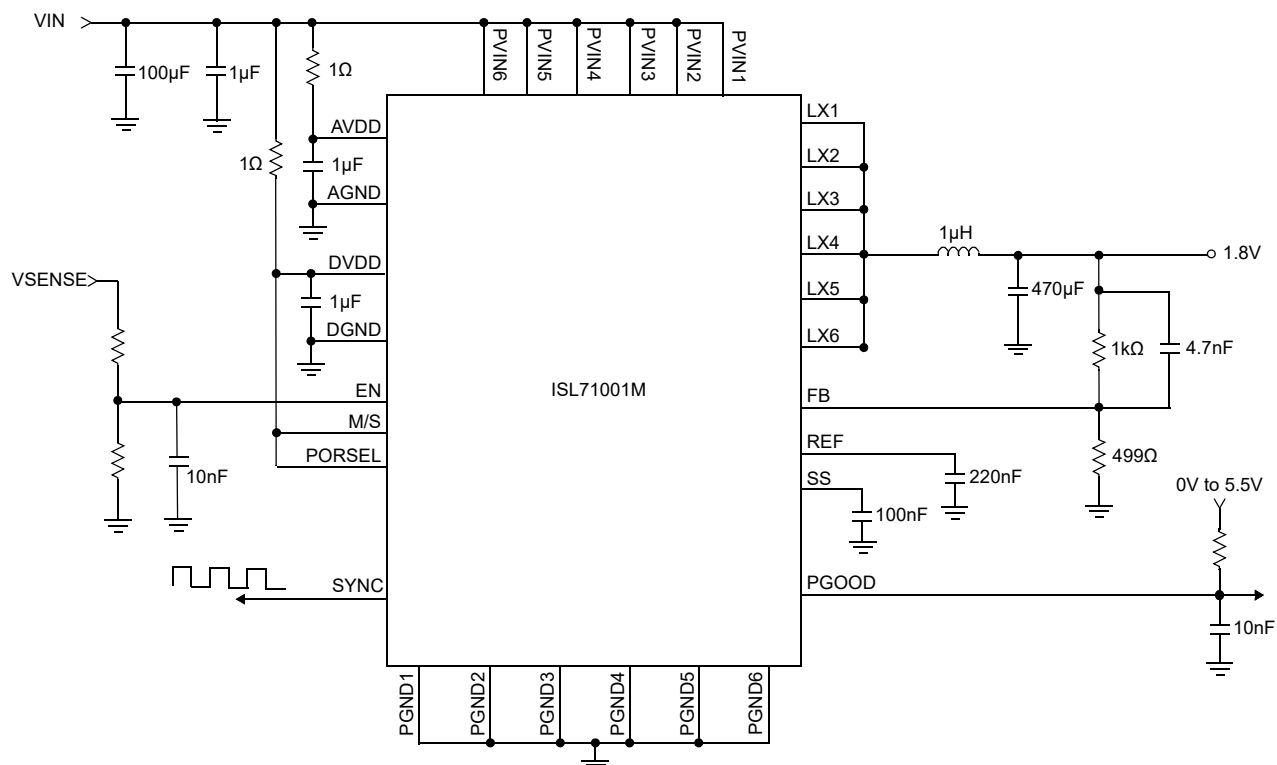 VIN
100µF
1µF
1Ω
PVIN6
PVIN5
PVIN4
PVIN3
PVIN2
PVIN1
AVDD
1Ω
1µF
AGND
DVDD
VSENSE
1µF
DGND
EN
M/S
PORSEL
10nF
SYNC
ISL71001M
LX1
LX2
LX3
LX4
LX5
LX6
1µH
1.8V
470µF
1kΩ
4.7nF
FB
REF
499Ω
220nF
SS
100nF
0V to 5.5V
PGOOD
10nF
PGND1
PGND2
PGND3
PGND4
PGND5
PGND6